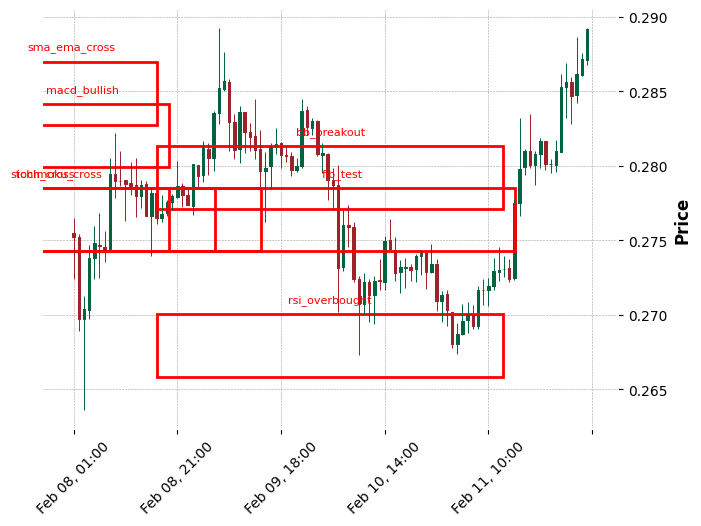 0.290
sma_ema_cross
macd_bullish
0.285
bb_breakout
0.280
fib_test
0.275
Price
rsi_overbought
0.270
0.265
Feb 08, 01:00
Feb 08, 21:00
Feb 09, 18:00
Feb 10, 14:00
Feb 11, 10:00